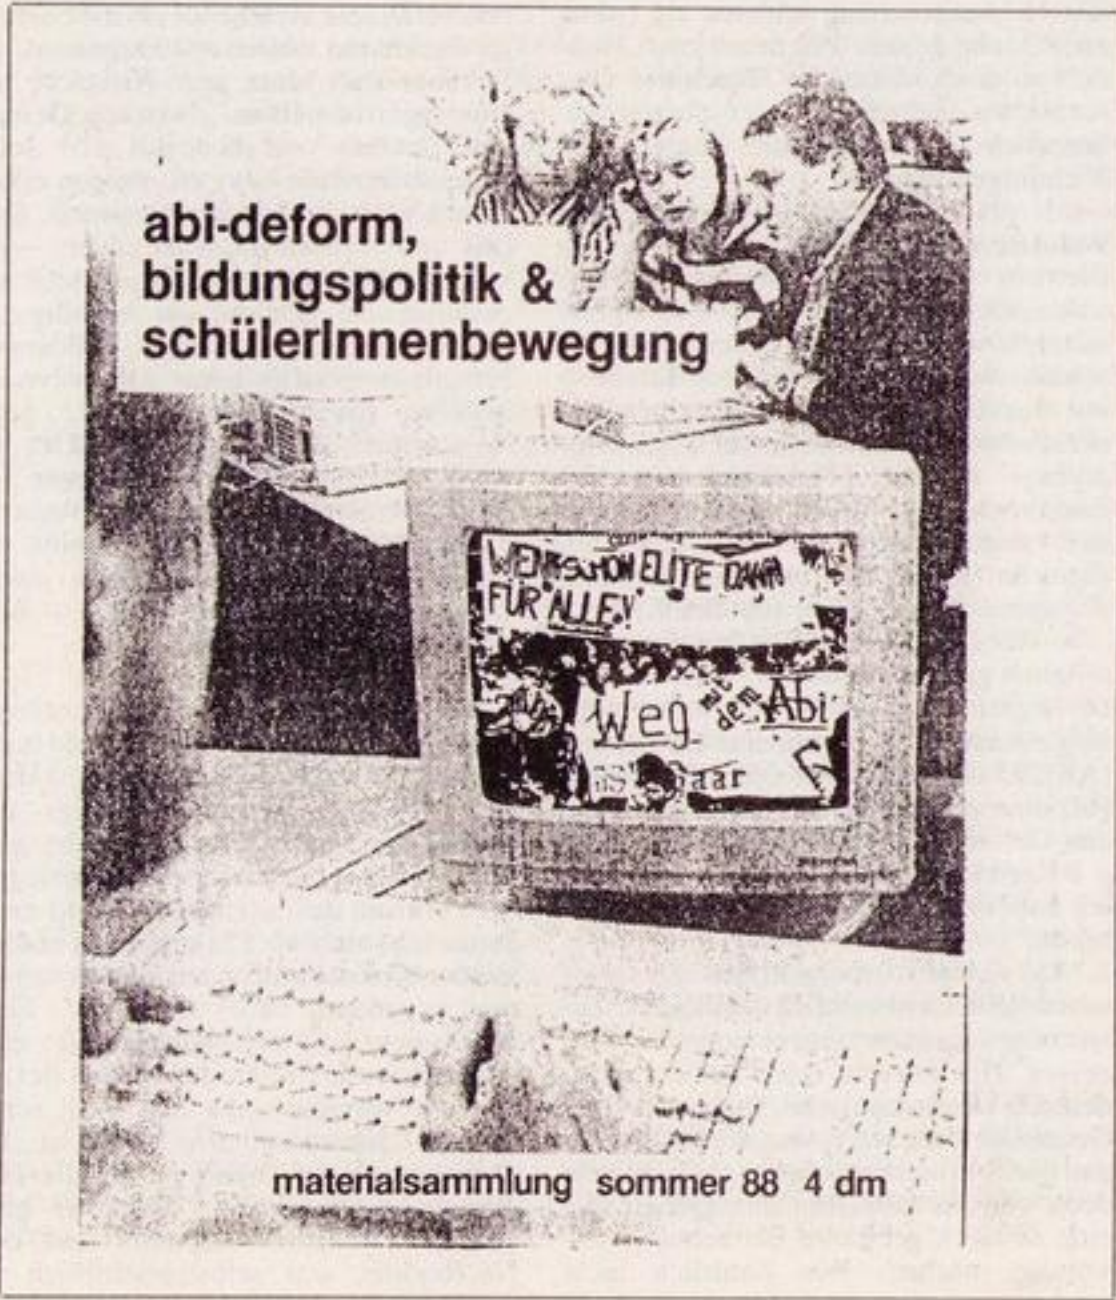 abi-deform,
bildungspolitik &
schülerInnenbewegung
WENN SCHON ELITE DANN
FÜR "ALLE"!
Weg mit dem Abi
aar
materialsammlung sommer 88 4 dm